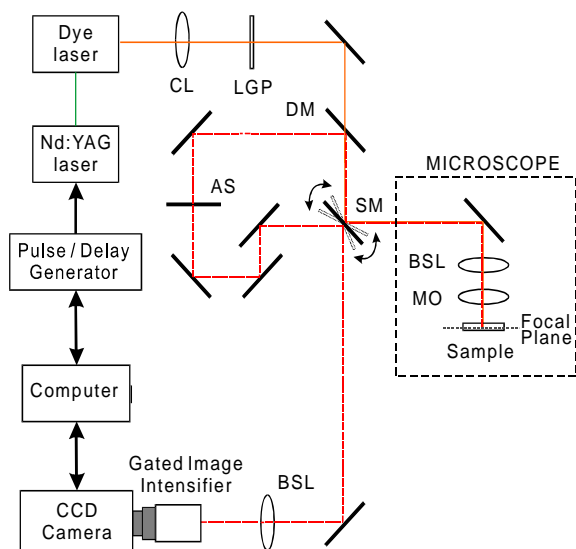 Dye
laser
CL
LGP
DM
Nd:YAG
laser
AS
SM
MICROSCOPE
Pulse / Delay
Generator
BSL
MO
Focal
Plane
Sample
Computer
Gated Image
Intensifier
BSL
CCD
Camera